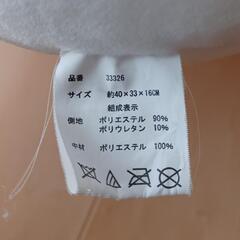 品番 33326
サイズ 約40×33×16CM
組成表示
側地 ポリエステル 90%
ポリウレタン 10%
中材 ポリエステル 100%